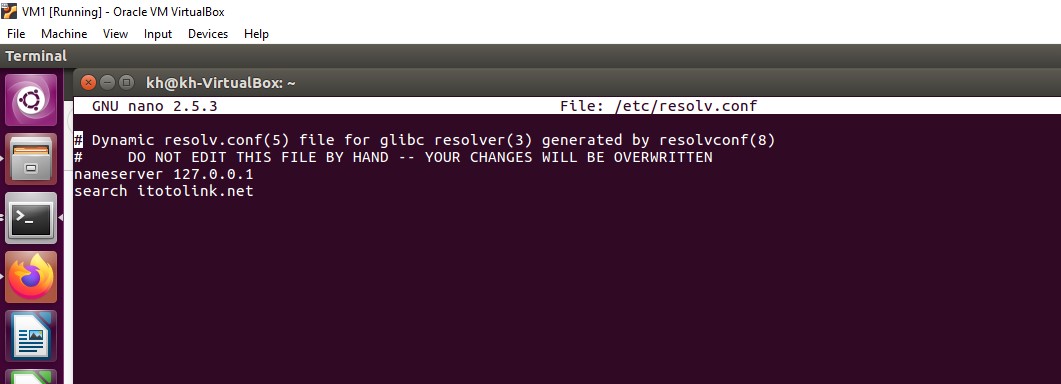 VM1 [Running] - Oracle VM VirtualBox
File Machine View Input Devices Help
Terminal
kh@kh-VirtualBox: ~
GNU nano 2.5.3 File: /etc/resolv.conf
# Dynamic resolv.conf(5) file for glibc resolver(3) generated by resolvconf(8)
#     DO NOT EDIT THIS FILE BY HAND -- YOUR CHANGES WILL BE OVERWRITTEN
nameserver 127.0.0.1
search itotolink.net